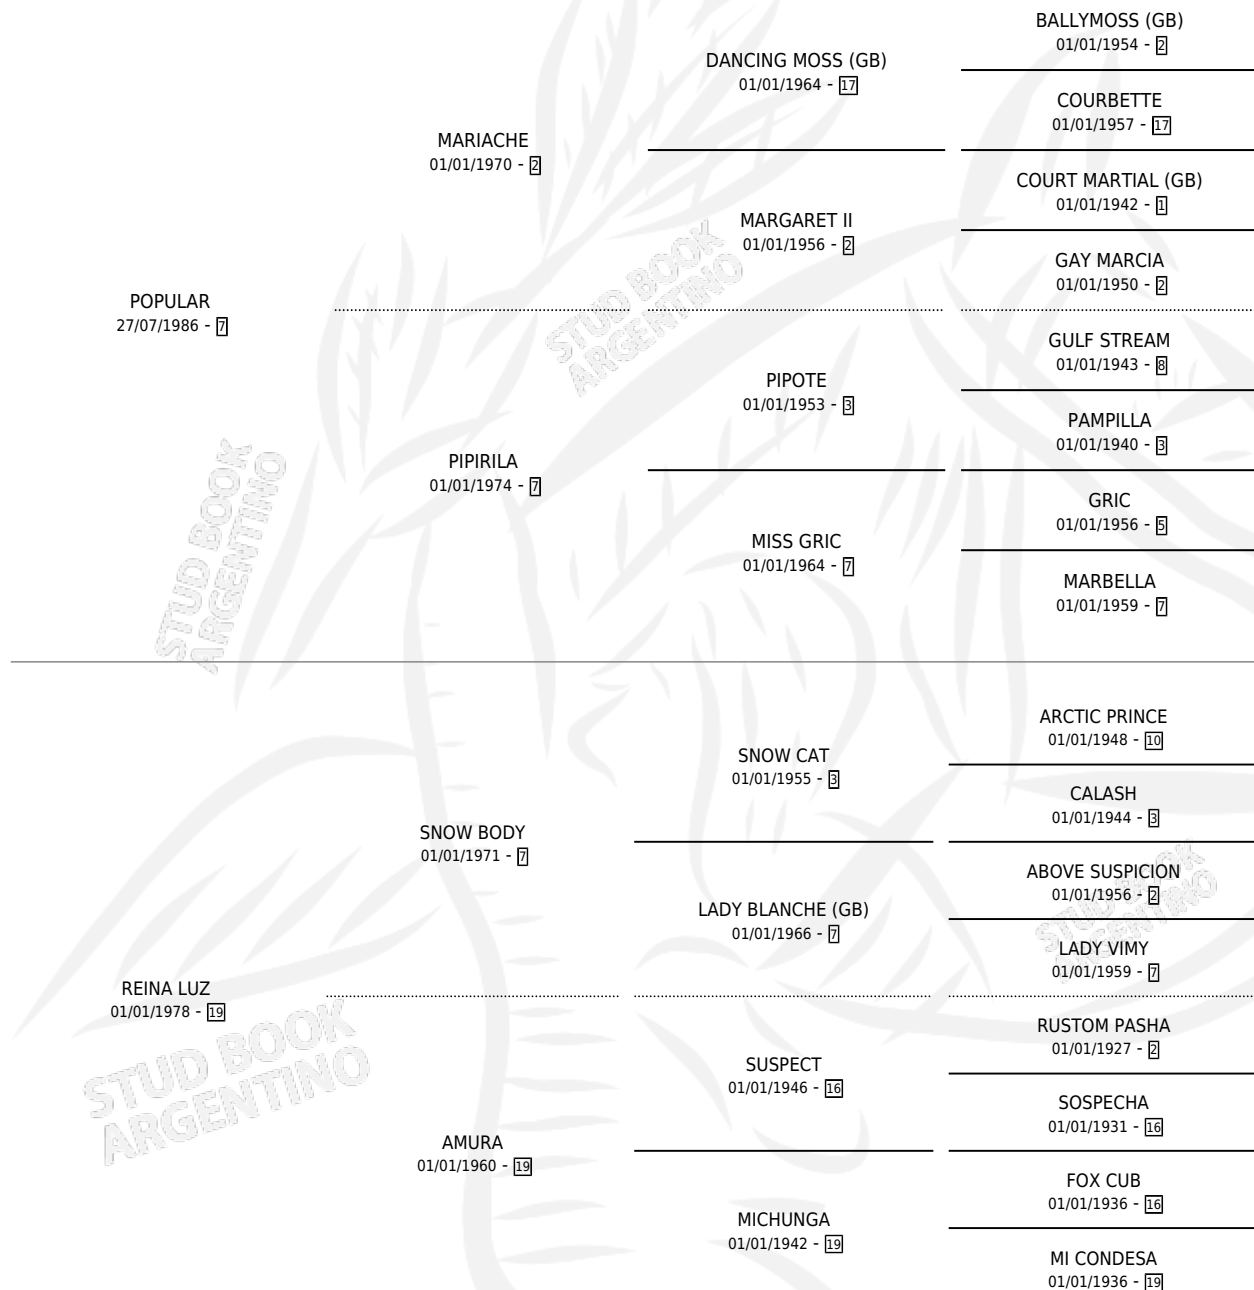 BALLYMOSS (GB)
01/01/1954 - 2
DANCING MOSS (GB)
01/01/1964 - 17
COURBETTE
01/01/1957 - 17
MARIACHE
01/01/1970 - 2
COURT MARTIAL (GB)
01/01/1942 - 1
MARGARET II
01/01/1956 - 2
GAY MARCIA
01/01/1950 - 2
POPULAR
27/07/1986 - 7
GULF STREAM
01/01/1943 - 8
PIPOTE
01/01/1953 - 3
PAMPILLA
01/01/1940 - 3
PIPIRILA
01/01/1974 - 7
GRIC
01/01/1956 - 5
MISS GRIC
01/01/1964 - 7
MARBELLA
01/01/1959 - 7
ARCTIC PRINCE
01/01/1948 - 10
SNOW CAT
01/01/1955 - 3
CALASH
01/01/1944 - 3
SNOW BODY
01/01/1971 - 7
ABOVE SUSPICION
01/01/1956 - 2
LADY BLANCHE (GB)
01/01/1966 - 7
LADY VIMY
01/01/1959 - 7
REINA LUZ
01/01/1978 - 19
RUSTOM PASHA
01/01/1927 - 2
SUSPECT
01/01/1946 - 16
SOSPECHA
01/01/1931 - 16
AMURA
01/01/1960 - 19
FOX CUB
01/01/1936 - 16
MICHUNGA
01/01/1942 - 19
MI CONDESA
01/01/1936 - 19
STUD BOOK
ARGENTINO
STUD BOOK
ARGENTINO
STUD BOOK
ARGENTINO
STUD BOOK
ARGENTINO